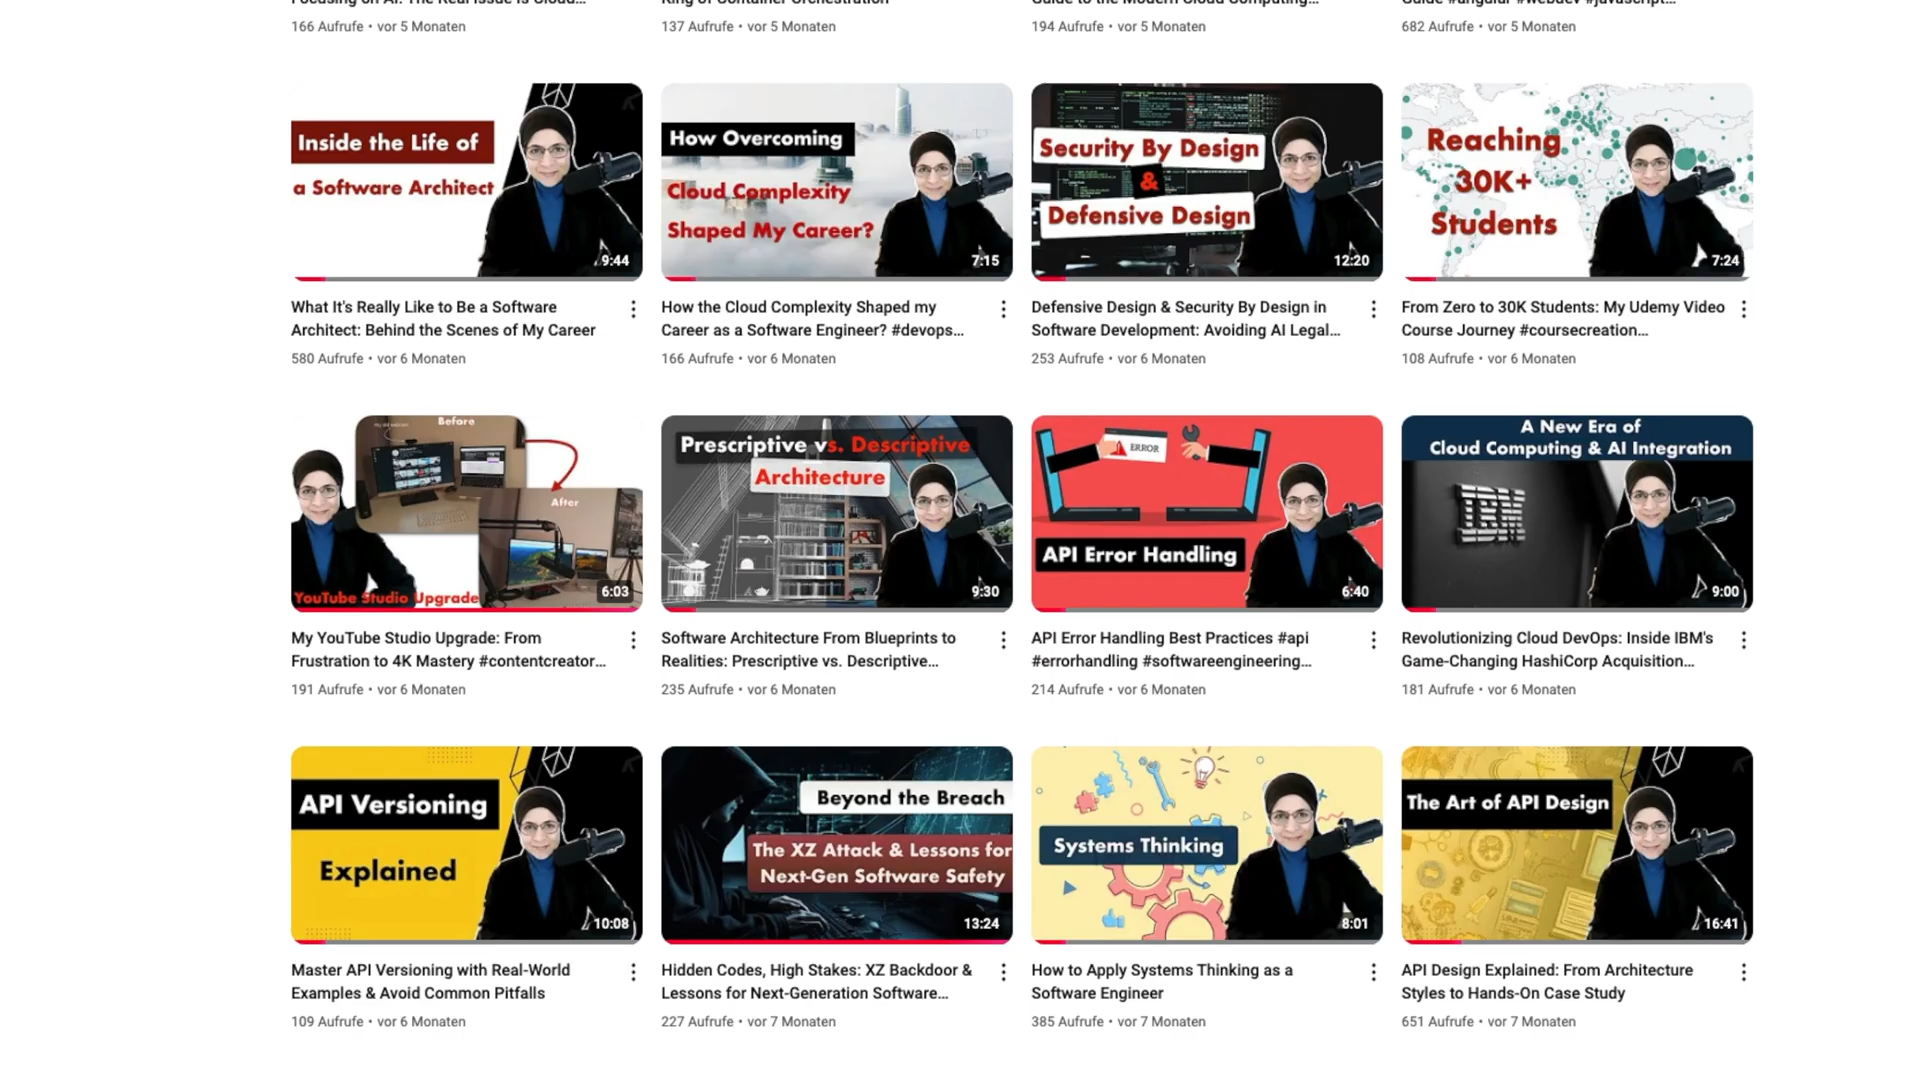 166 Aufrufe • vor 5 Monaten
137 Aufrufe • vor 5 Monaten
194 Aufrufe • vor 5 Monaten
682 Aufrufe • vor 5 Monaten
Inside the Life of
a Software Architect
9:44
How Overcoming
Cloud Complexity
Shaped My Career?
7:15
Security By Design
&
Defensive Design
12:20
Reaching
30K+
Students
7:24
What It's Really Like to Be a Software
Architect: Behind the Scenes of My Career
580 Aufrufe • vor 6 Monaten
How the Cloud Complexity Shaped my
Career as a Software Engineer? #devops...
166 Aufrufe • vor 6 Monaten
Defensive Design & Security By Design in
Software Development: Avoiding AI Legal...
253 Aufrufe • vor 6 Monaten
From Zero to 30K Students: My Udemy Video
Course Journey #coursecreation...
108 Aufrufe • vor 6 Monaten
Before
After
YouTube Studio Upgrade
6:03
Prescriptive vs. Descriptive
Architecture
9:30
ERROR
API Error Handling
6:40
A New Era of
Cloud Computing & AI Integration
IBM
9:00
My YouTube Studio Upgrade: From
Frustration to 4K Mastery #contentcreator...
191 Aufrufe • vor 6 Monaten
Software Architecture From Blueprints to
Realities: Prescriptive vs. Descriptive...
235 Aufrufe • vor 6 Monaten
API Error Handling Best Practices #api
#errorhandling #softwareengineering...
214 Aufrufe • vor 6 Monaten
Revolutionizing Cloud DevOps: Inside IBM's
Game-Changing HashiCorp Acquisition...
181 Aufrufe • vor 6 Monaten
API Versioning
Explained
10:08
Beyond the Breach
The XZ Attack & Lessons for
Next-Gen Software Safety
13:24
Systems Thinking
8:01
The Art of API Design
16:41
Master API Versioning with Real-World
Examples & Avoid Common Pitfalls
109 Aufrufe • vor 6 Monaten
Hidden Codes, High Stakes: XZ Backdoor &
Lessons for Next-Generation Software...
227 Aufrufe • vor 7 Monaten
How to Apply Systems Thinking as a
Software Engineer
385 Aufrufe • vor 7 Monaten
API Design Explained: From Architecture
Styles to Hands-On Case Study
651 Aufrufe • vor 7 Monaten